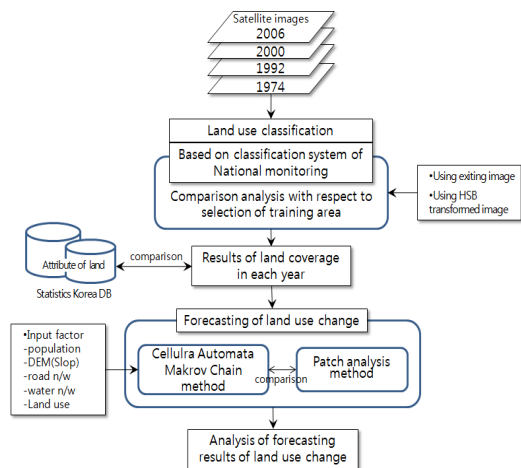 Satellite images
2006
2000
1992
1974
Land use classification
Based on classification system of
National monitoring
Comparison analysis with respect to
selection of training area
•Using exiting image
•Using HSB
transformed image
Attribute of land
Statistics Korea DB
comparison
Results of land coverage
in each year
Forecasting of land use change
•Input factor
-population
-DEM(Slop)
-road n/w
-water n/w
-Land use
Cellulra Automata
Makrov Chain
method
comparison
Patch analysis
method
Analysis of forecasting
results of land use change